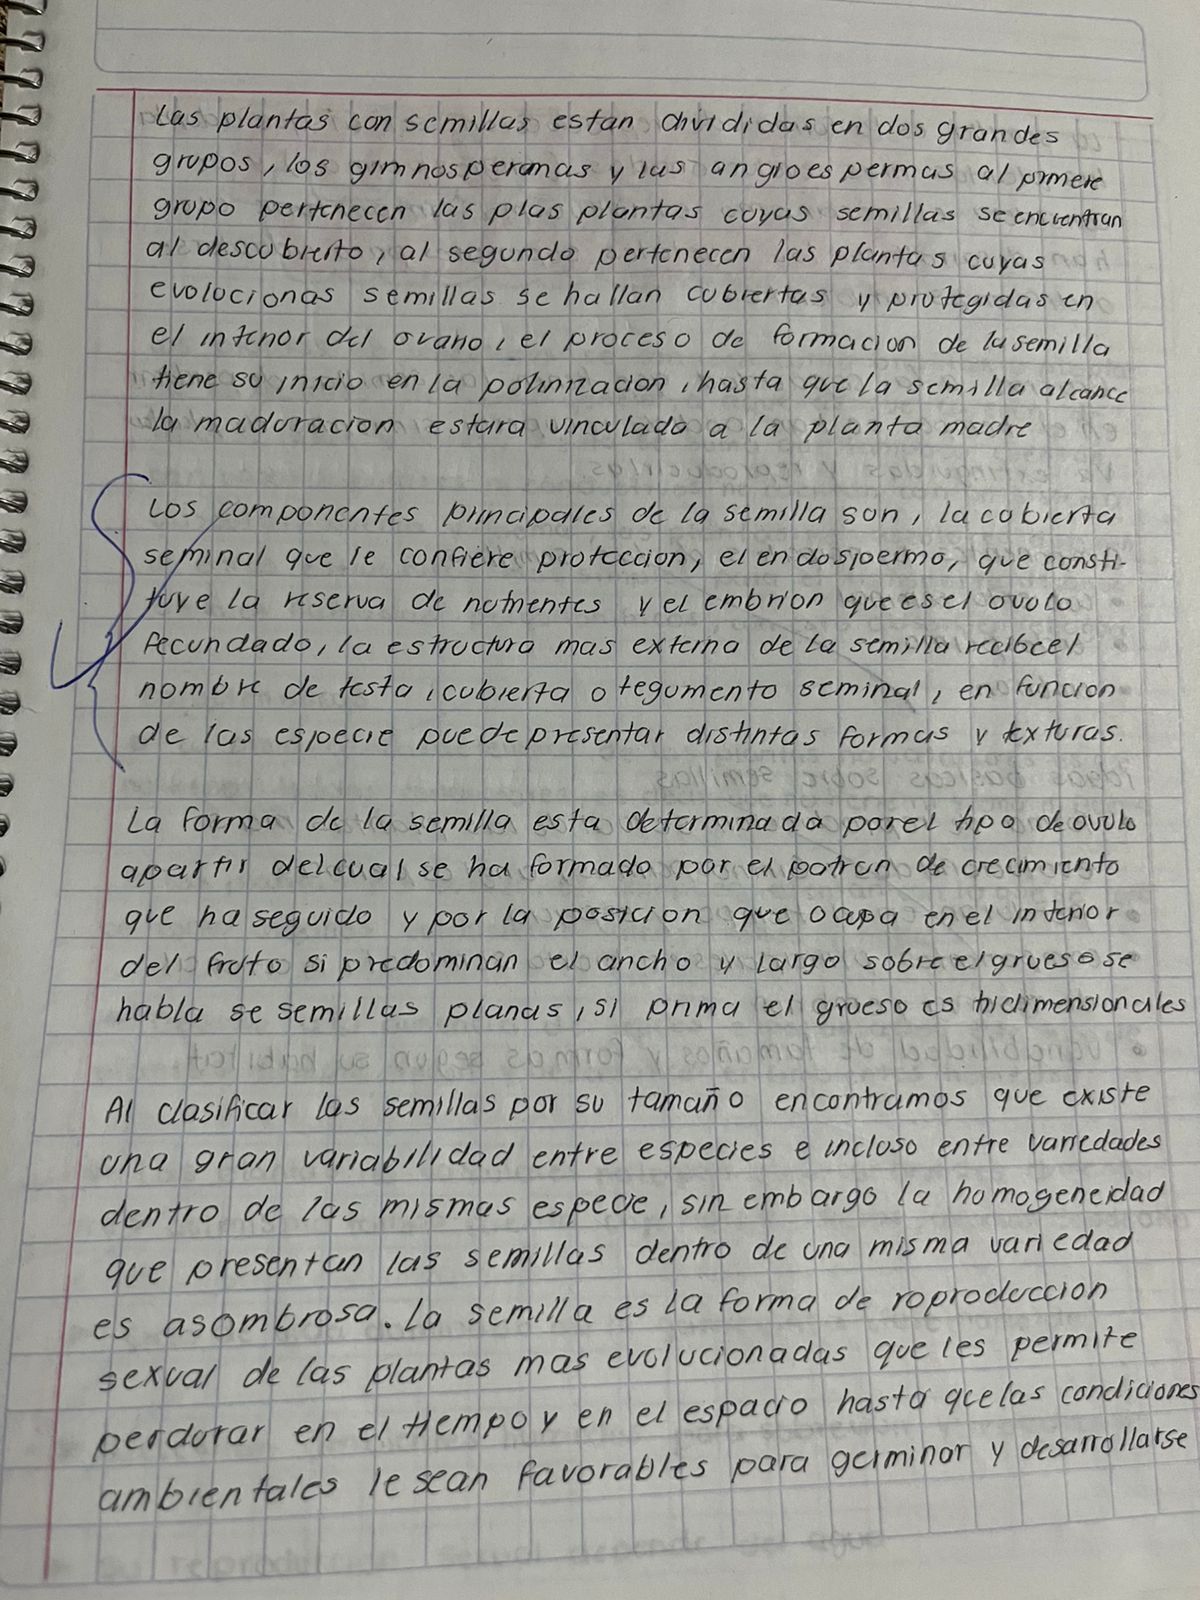 Las plantas con semillas estan divididas en dos grandes
grupos, los gimnosperamas y las angioespermas al primere
grupo pertenecen las plas plantas cuyas semillas se encuentran
al descubierto, al segundo pertenecen las plantas cuyas
evolucionas semillas se hallan cubiertas y protegidas en
el interior del ovario, el proceso de formacion de la semilla
tiene su inicio en la polinizacion, hasta que la semilla alcance
la maduracion estara vinculado a la planta madre
Los componentes principales de la semilla son, la cubierta
seminal que le confiere protección, el endospermo, que consti-
tuye la reserva de nutrientes y el embrion que es el ovulo
fecundado, la estructura mas externa de la semilla recibe el
nombre de testa, cubierta o tegumento seminal, en funcion
de las especie puede presentar distintas formas y texturas.
La forma de la semilla esta determinada por el tipo de ovulo
apartir del cual se ha formado por el patron de crecimiento
que ha seguido y por la posicion que ocupa en el interior
del fruto si predominan el ancho y largo sobre el grueso se
habla se semillas planas, si prima el grueso es tridimensionales
Al clasificar las semillas por su tamaño encontramos que existe
una gran variabilidad entre especies e incluso entre variedades
dentro de las mismas especie, sin embargo la homogeneidad
que presentan las semillas dentro de una misma variedad
es asombrosa. La semilla es la forma de roproduccion
sexual de las plantas mas evolucionadas que les permite
perdurar en el tiempo y en el espacio hasta que las condiciones
ambientales le sean favorables para germinar y desarrollarse